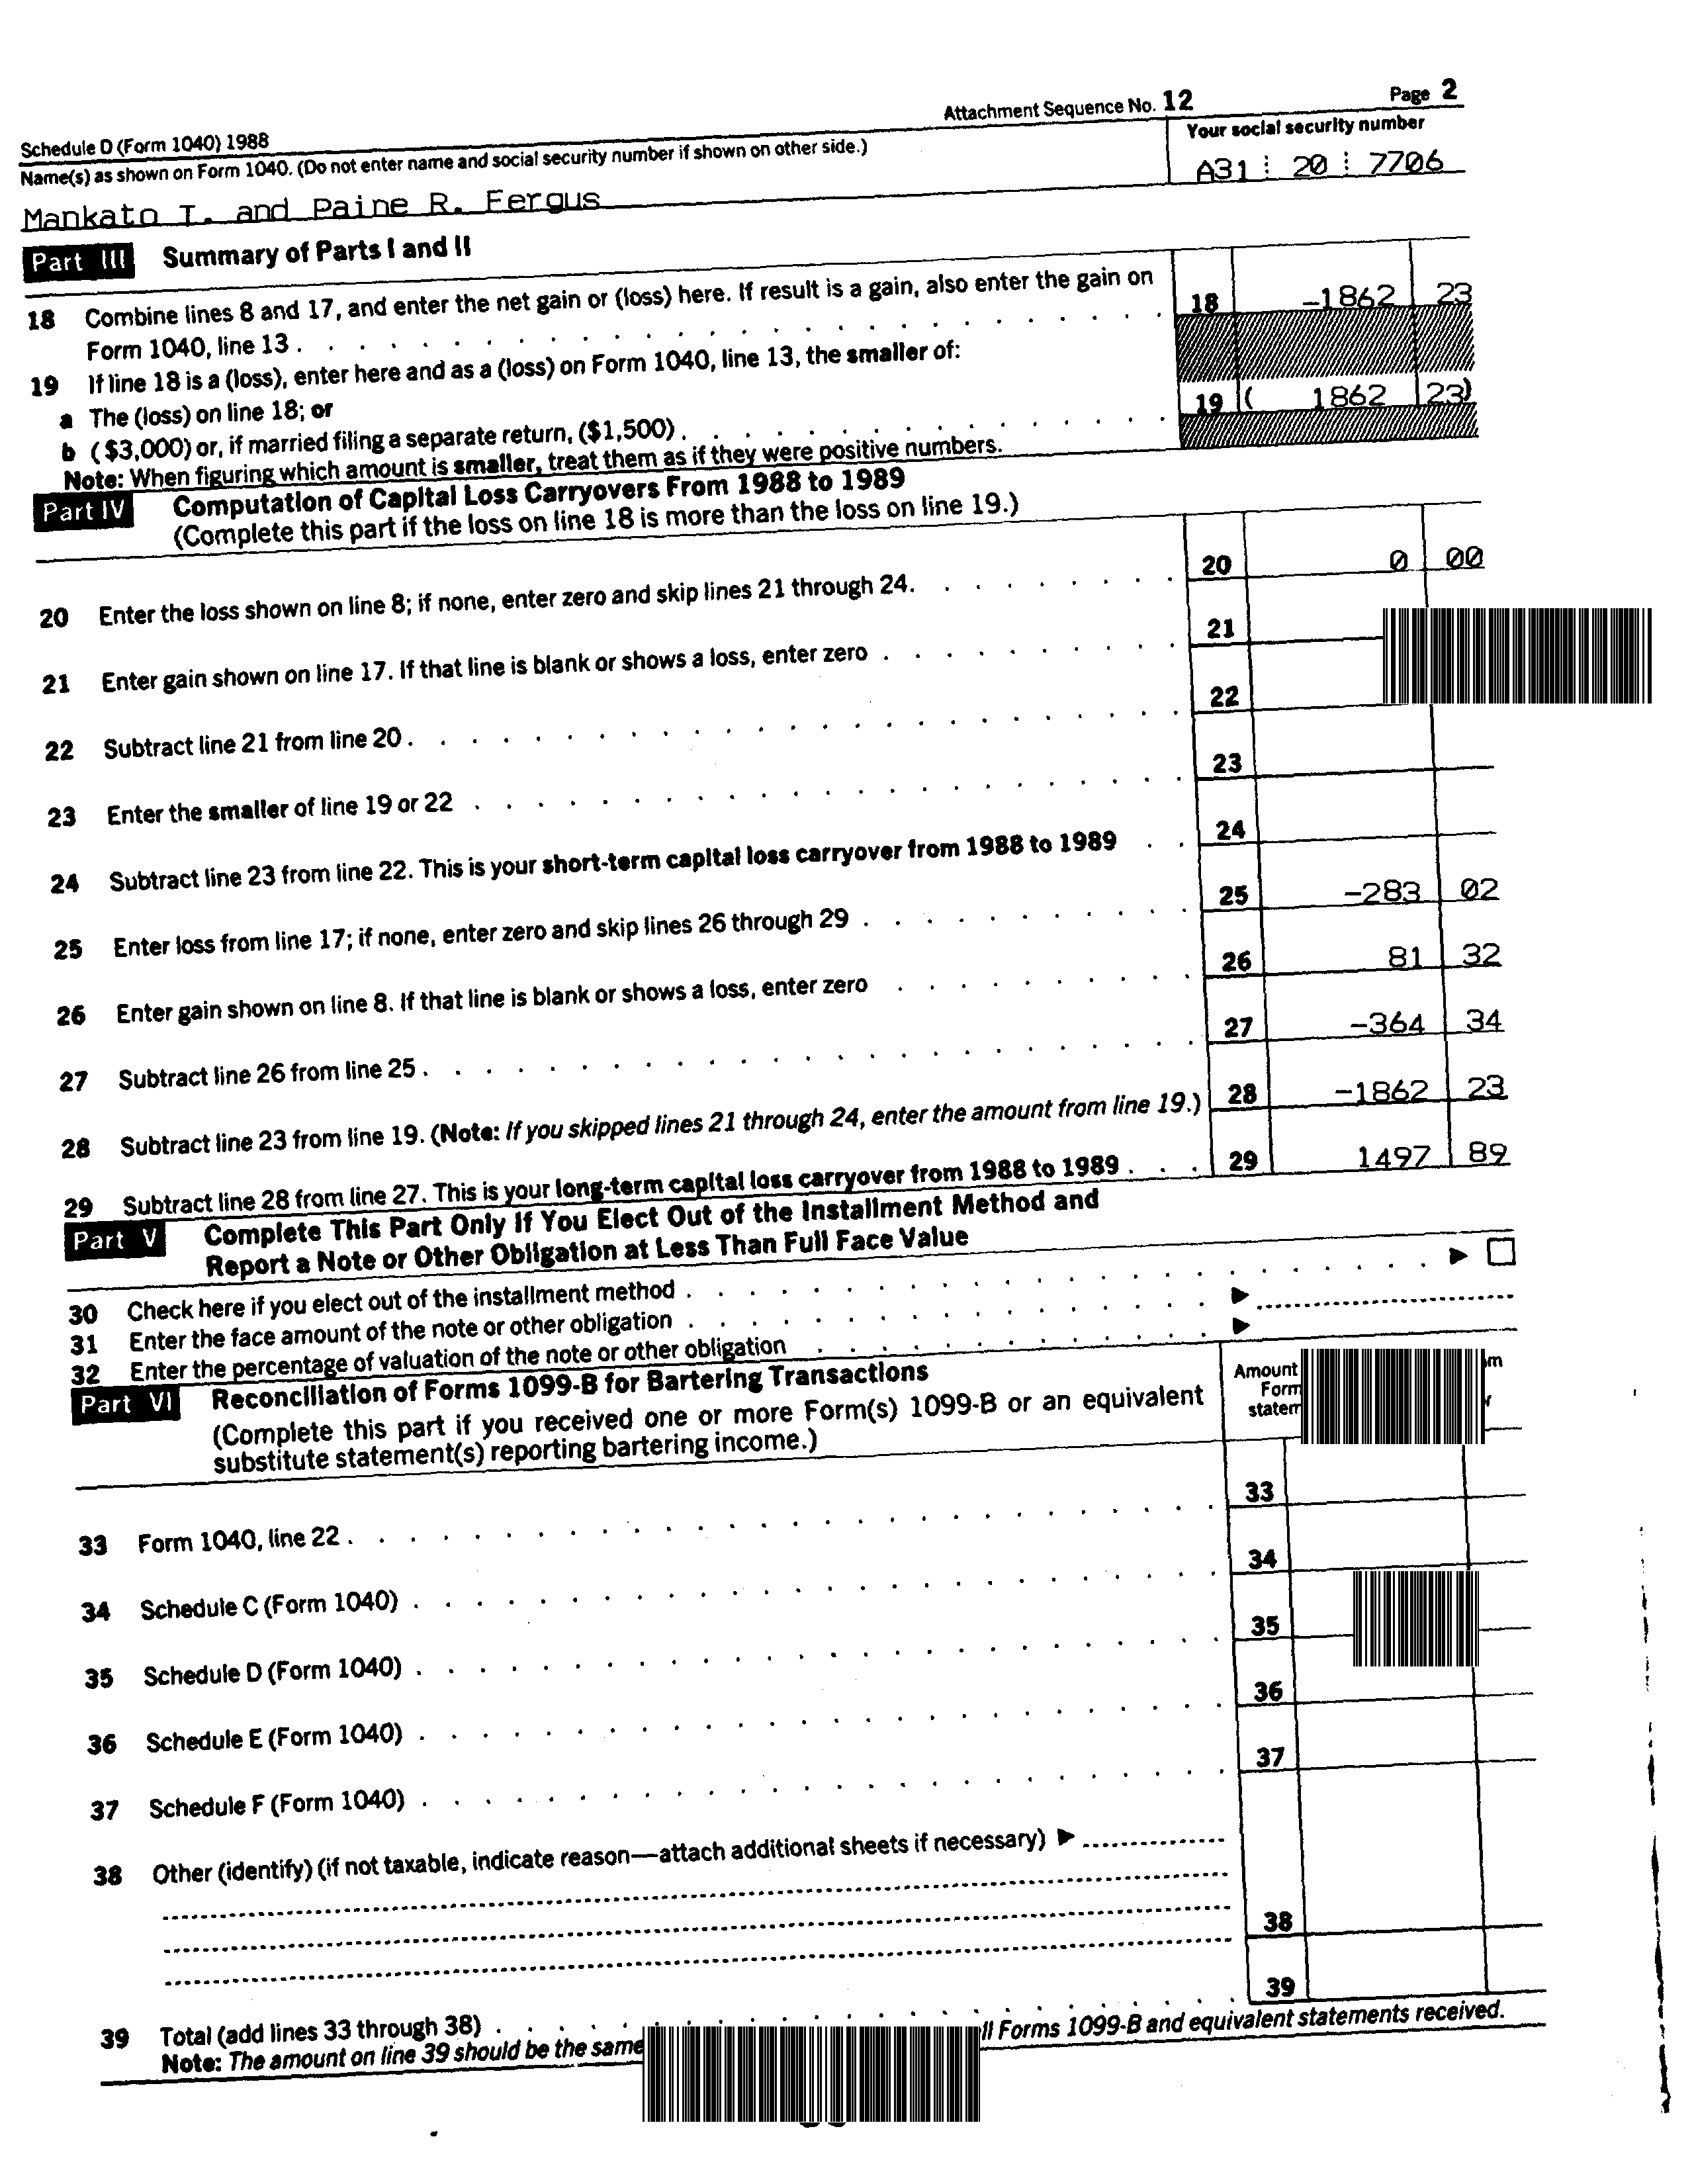 Attachment Sequence No. 12 Page 2
Schedule D (Form 1040) 1988
Name(s) as shown on Form 1040. (Do not enter name and social security number if shown on other side.)
Your social security number
Mankato T. and Paine R. Fergus
A31 20 7706
Part III Summary of Parts I and II
18 Combine lines 8 and 17, and enter the net gain or (loss) here. If result is a gain, also enter the gain on
Form 1040, line 13 . . . 18 -1862 23
19 If line 18 is a (loss), enter here and as a (loss) on Form 1040, line 13, the smaller of:
a The (loss) on line 18; or
b ($3,000) or, if married filing a separate return, ($1,500) . . . 19 ( 1862 23)
Note: When figuring which amount is smaller, treat them as if they were positive numbers.
Part IV Computation of Capital Loss Carryovers From 1988 to 1989
(Complete this part if the loss on line 18 is more than the loss on line 19.)
20 Enter the loss shown on line 8; if none, enter zero and skip lines 21 through 24. . . . 20 0 00
21 Enter gain shown on line 17. If that line is blank or shows a loss, enter zero . . . 21
22 Subtract line 21 from line 20 . . . 22
23 Enter the smaller of line 19 or 22 . . . 23
24 Subtract line 23 from line 22. This is your short-term capital loss carryover from 1988 to 1989 . . 24
25 Enter loss from line 17; if none, enter zero and skip lines 26 through 29 . . . 25 -283 02
26 Enter gain shown on line 8. If that line is blank or shows a loss, enter zero . . . 26 81 32
27 Subtract line 26 from line 25 . . . 27 -364 34
28 Subtract line 23 from line 19. (Note: If you skipped lines 21 through 24, enter the amount from line 19.) 28 -1862 23
29 Subtract line 28 from line 27. This is your long-term capital loss carryover from 1988 to 1989 . . . 29 1497 89
Part V Complete This Part Only If You Elect Out of the Installment Method and
Report a Note or Other Obligation at Less Than Full Face Value
30 Check here if you elect out of the installment method . . . ▶ ☐
31 Enter the face amount of the note or other obligation . . . ▶
32 Enter the percentage of valuation of the note or other obligation . . . ▶
Part VI Reconciliation of Forms 1099-B for Bartering Transactions
(Complete this part if you received one or more Form(s) 1099-B or an equivalent
substitute statement(s) reporting bartering income.)
Amount
Form
33 Form 1040, line 22 . . . 33
34 Schedule C (Form 1040) . . . 34
35 Schedule D (Form 1040) . . . 35
36 Schedule E (Form 1040) . . . 36
37 Schedule F (Form 1040) . . . 37
38 Other (identify) (if not taxable, indicate reason—attach additional sheets if necessary) ▶
38
39 Total (add lines 33 through 38) . . . 39
Note: The amount on line 39 should be the same Forms 1099-B and equivalent statements received.